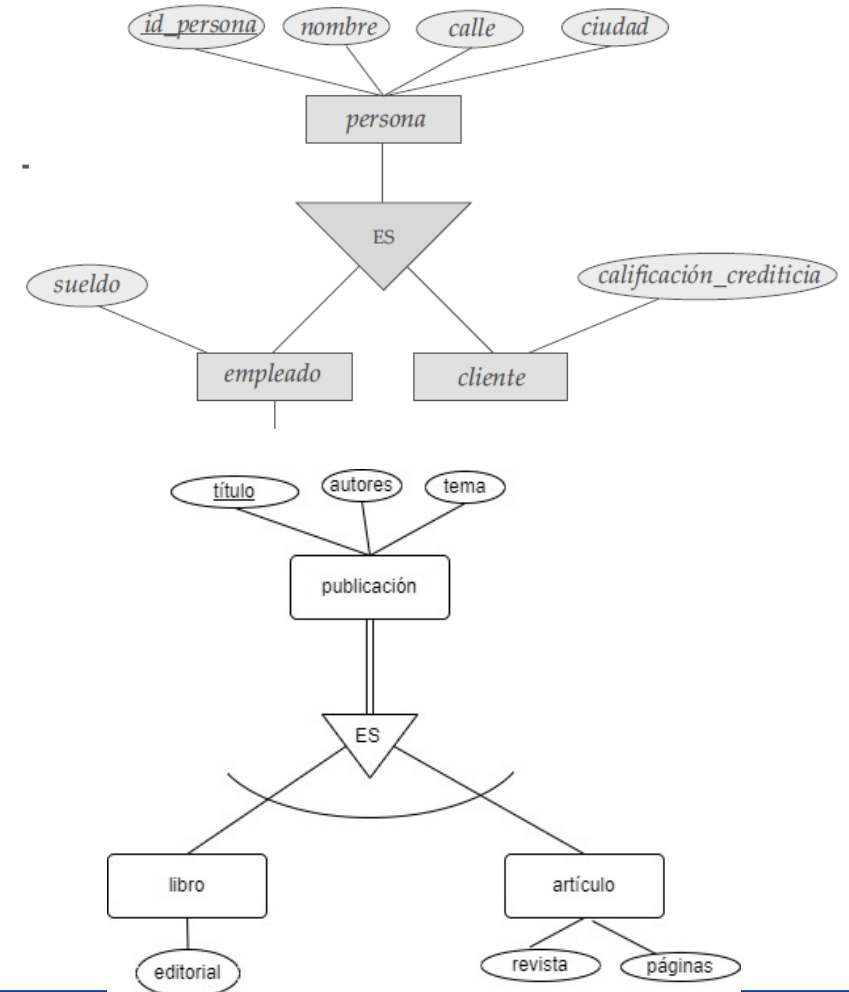 id_persona nombre calle ciudad
persona
ES
sueldo calificación_crediticia
empleado cliente
título autores tema
publicación
ES
libro artículo
editorial revista páginas